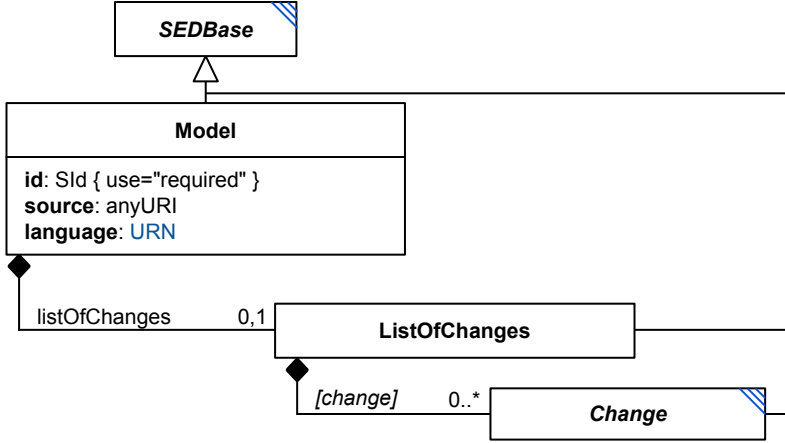 SEDBase
Model
id: SId { use="required" }
source: anyURI
language: URN
listOfChanges 0,1
ListOfChanges
[change] 0..*
Change